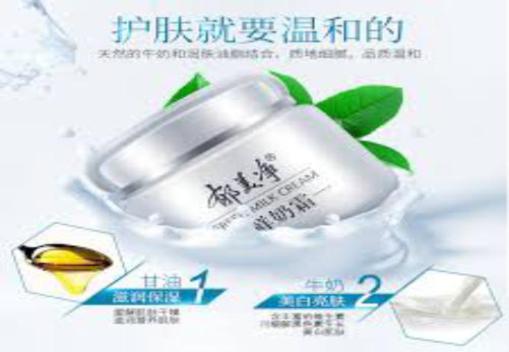 护肤就要温和的
天然的牛奶和润肤油脂结合，质地细腻，品质温和
郁美净®
MILK CREAM
鲜奶霜
甘油 1
滋润保湿
牛奶 2
美白亮肤